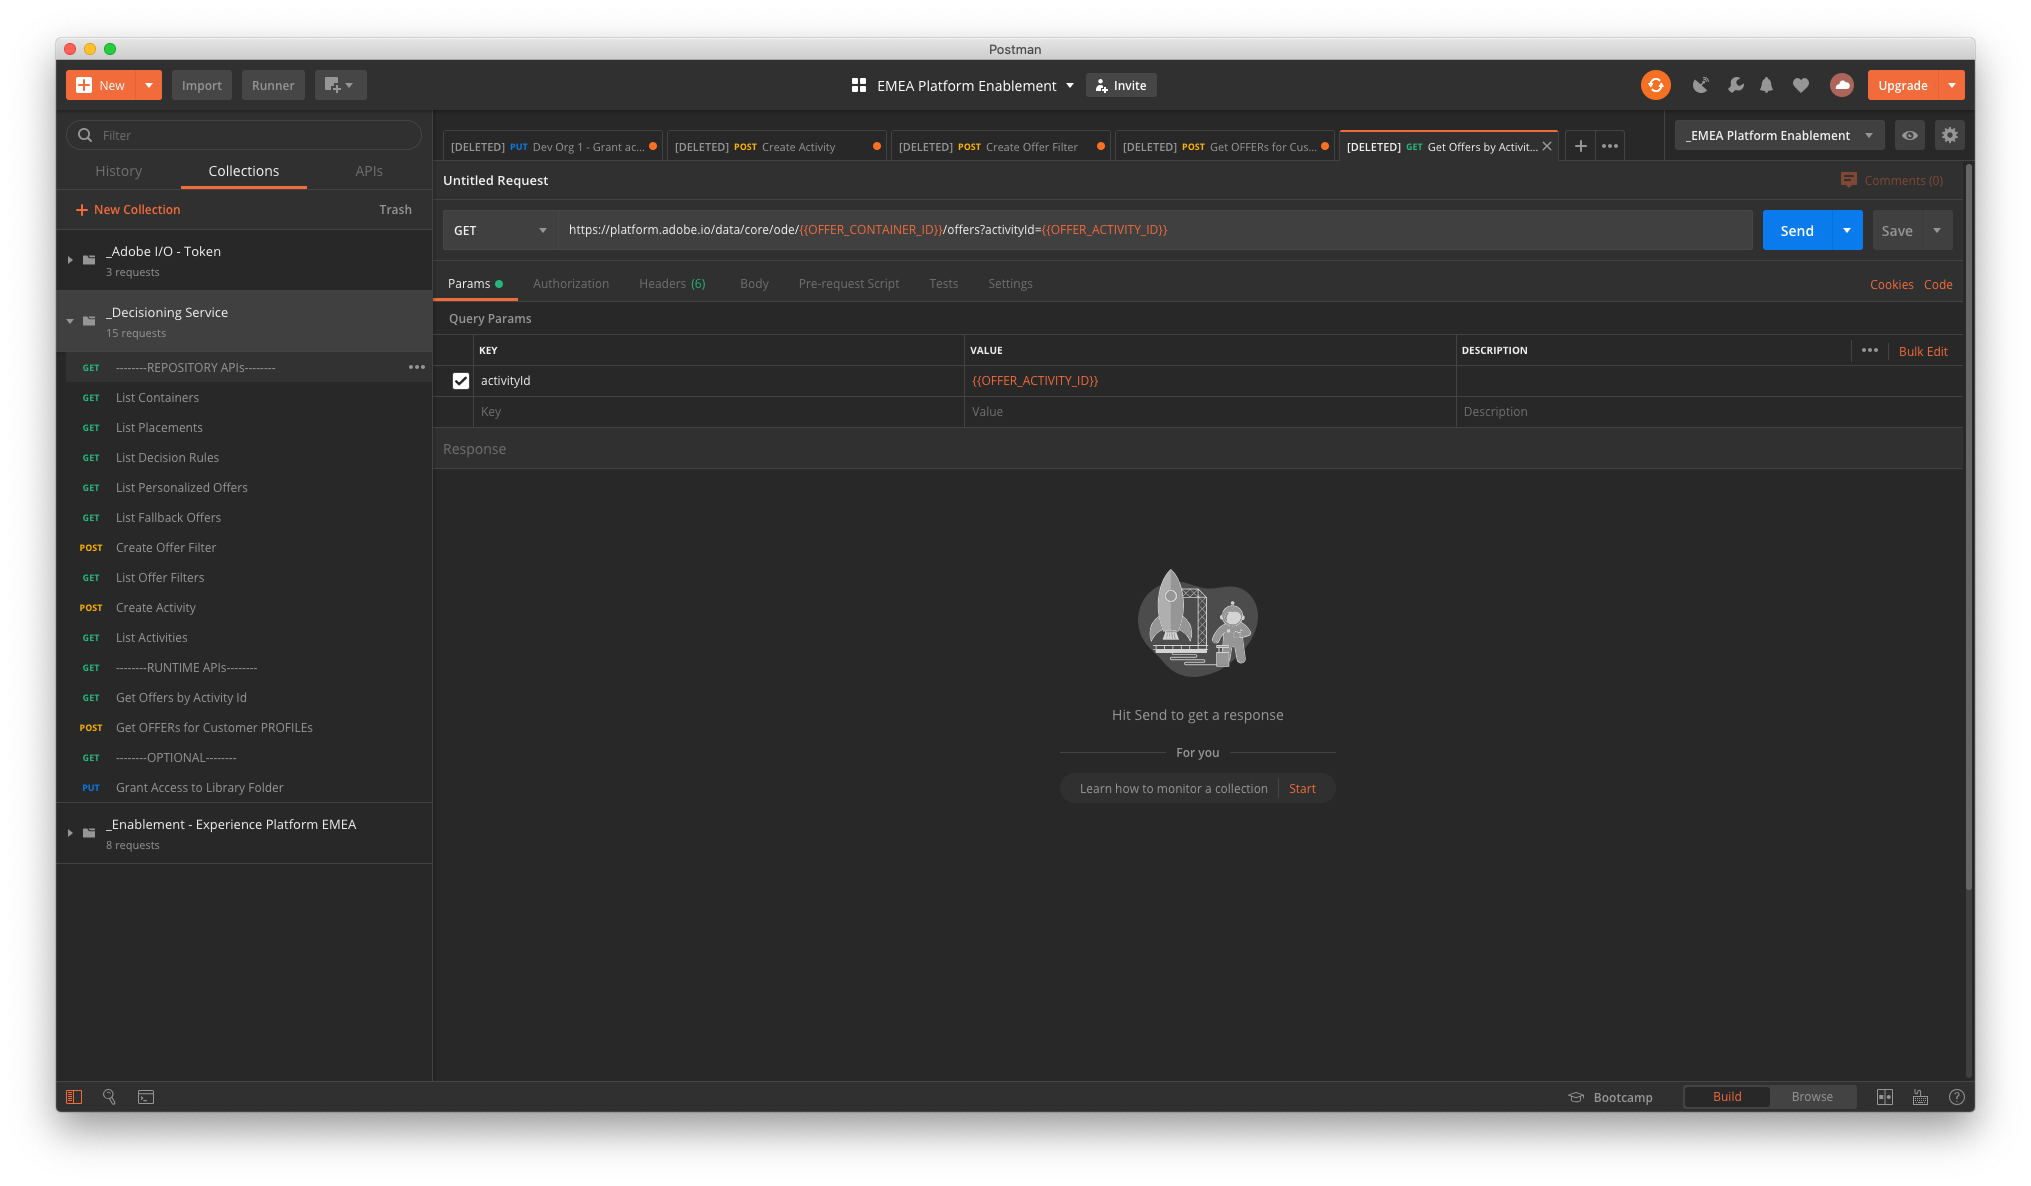 Postman
New
Import
Runner
EMEA Platform Enablement
Invite
Upgrade
Filter
History
Collections
APIs
New Collection
Trash
_Adobe I/O - Token
3 requests
_Decisioning Service
15 requests
GET --------REPOSITORY APIs--------
GET List Containers
GET List Placements
GET List Decision Rules
GET List Personalized Offers
GET List Fallback Offers
POST Create Offer Filter
GET List Offer Filters
POST Create Activity
GET List Activities
GET --------RUNTIME APIs--------
GET Get Offers by Activity Id
POST Get OFFERs for Customer PROFILEs
GET --------OPTIONAL--------
PUT Grant Access to Library Folder
_Enablement - Experience Platform EMEA
8 requests
[DELETED] PUT Dev Org 1 - Grant ac...
[DELETED] POST Create Activity
[DELETED] POST Create Offer Filter
[DELETED] POST Get OFFERs for Cus...
[DELETED] GET Get Offers by Activit...
_EMEA Platform Enablement
Untitled Request
Comments (0)
GET
https://platform.adobe.io/data/core/ode/{{OFFER_CONTAINER_ID}}/offers?activityId={{OFFER_ACTIVITY_ID}}
Send
Save
Params
Authorization
Headers (6)
Body
Pre-request Script
Tests
Settings
Cookies
Code
Query Params
KEY
VALUE
DESCRIPTION
Bulk Edit
activityId
{{OFFER_ACTIVITY_ID}}
Key
Value
Description
Response
Hit Send to get a response
For you
Learn how to monitor a collection
Start
Bootcamp
Build
Browse